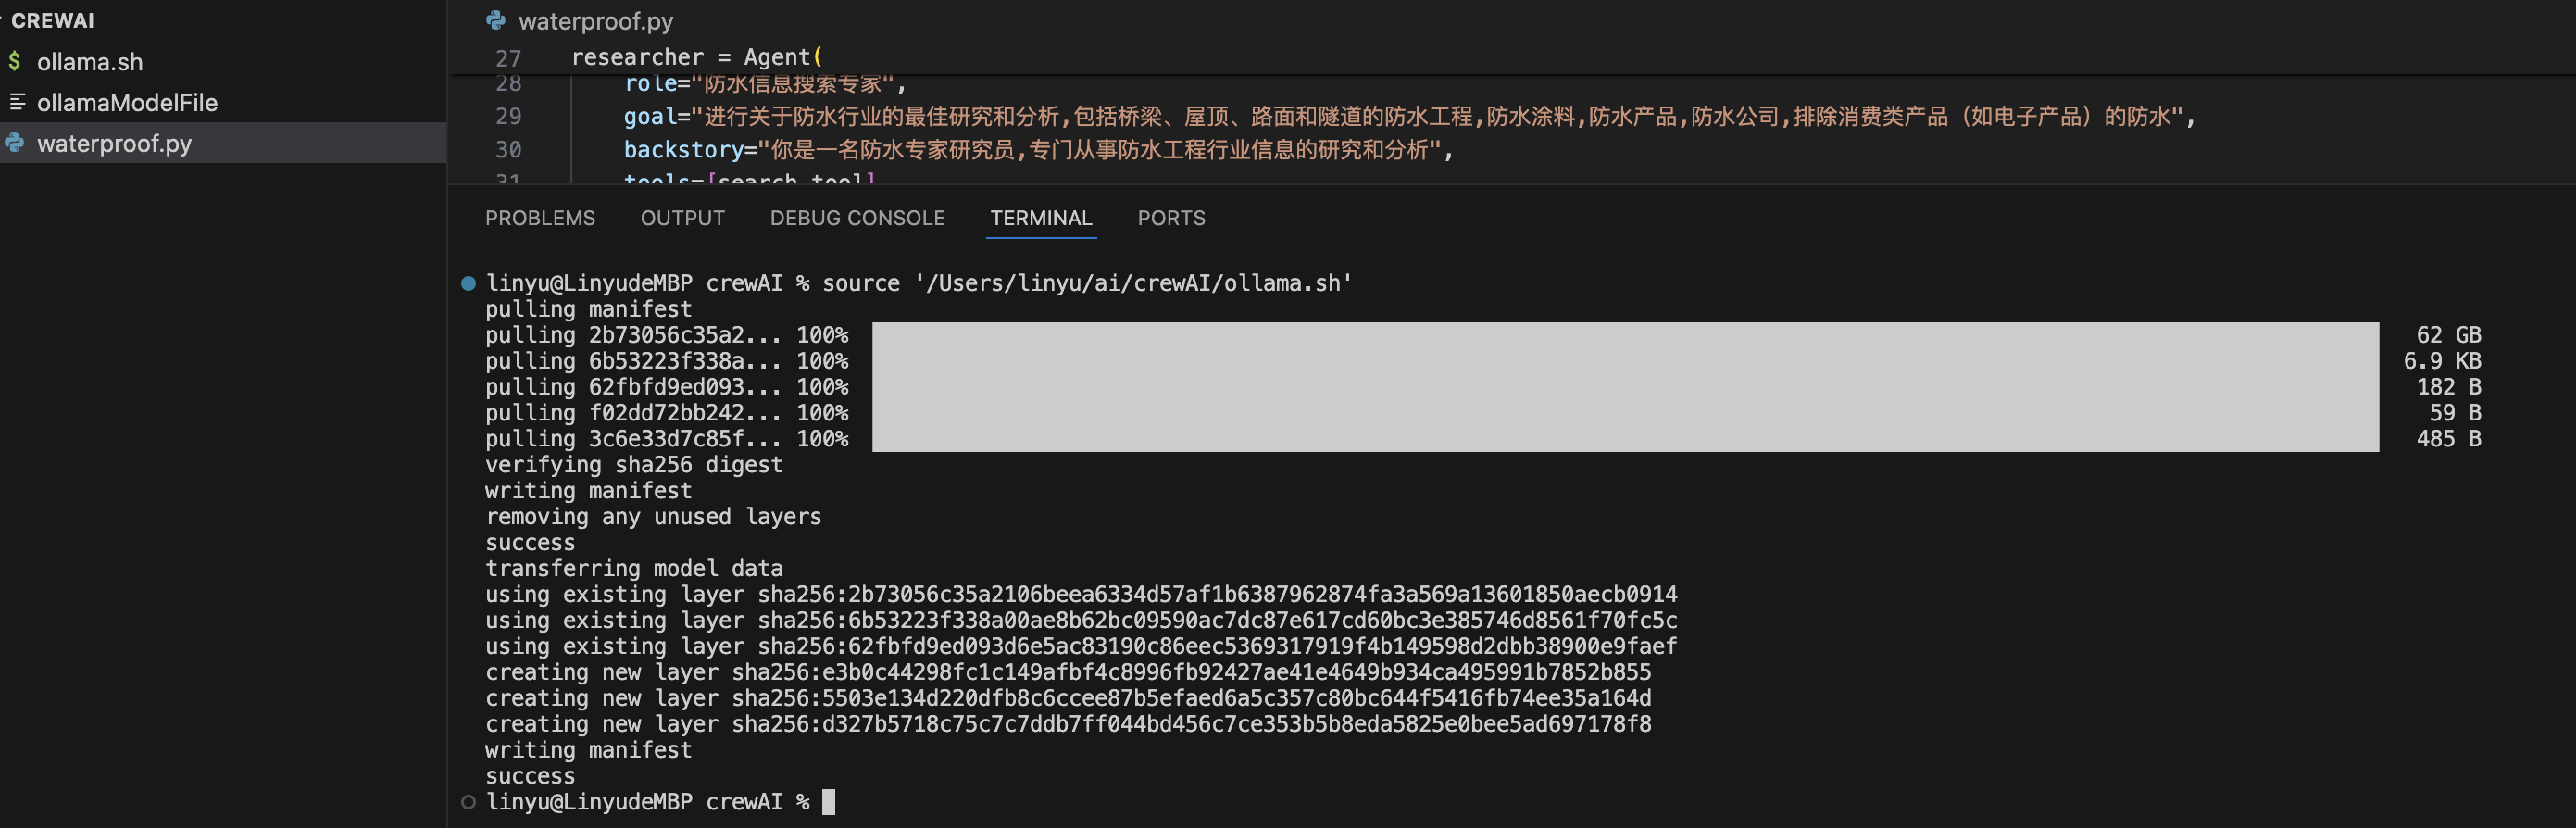 CREWAI
ollama.sh
ollamaModelFile
waterproof.py
waterproof.py
27 researcher = Agent(
28 role="防水信息搜索专家",
29 goal="进行关于防水行业的最佳研究和分析,包括桥梁、屋顶、路面和隧道的防水工程,防水涂料,防水产品,防水公司,排除消费类产品（如电子产品）的防水",
30 backstory="你是一名防水专家研究员,专门从事防水工程行业信息的研究和分析",
31 tools=[search_tool]
PROBLEMS OUTPUT DEBUG CONSOLE TERMINAL PORTS
linyu@LinyudeMBP crewAI % source '/Users/linyu/ai/crewAI/ollama.sh'
pulling manifest
pulling 2b73056c35a2... 100% 62 GB
pulling 6b53223f338a... 100% 6.9 KB
pulling 62fbfd9ed093... 100% 182 B
pulling f02dd72bb242... 100% 59 B
pulling 3c6e33d7c85f... 100% 485 B
verifying sha256 digest
writing manifest
removing any unused layers
success
transferring model data
using existing layer sha256:2b73056c35a2106beea6334d57af1b6387962874fa3a569a13601850aecb0914
using existing layer sha256:6b53223f338a00ae8b62bc09590ac7dc87e617cd60bc3e385746d8561f70fc5c
using existing layer sha256:62fbfd9ed093d6e5ac83190c86eec5369317919f4b149598d2dbb38900e9faef
creating new layer sha256:e3b0c44298fc1c149afbf4c8996fb92427ae41e4649b934ca495991b7852b855
creating new layer sha256:5503e134d220dfb8c6ccee87b5efaed6a5c357c80bc644f5416fb74ee35a164d
creating new layer sha256:d327b5718c75c7c7ddb7ff044bd456c7ce353b5b8eda5825e0bee5ad697178f8
writing manifest
success
linyu@LinyudeMBP crewAI %